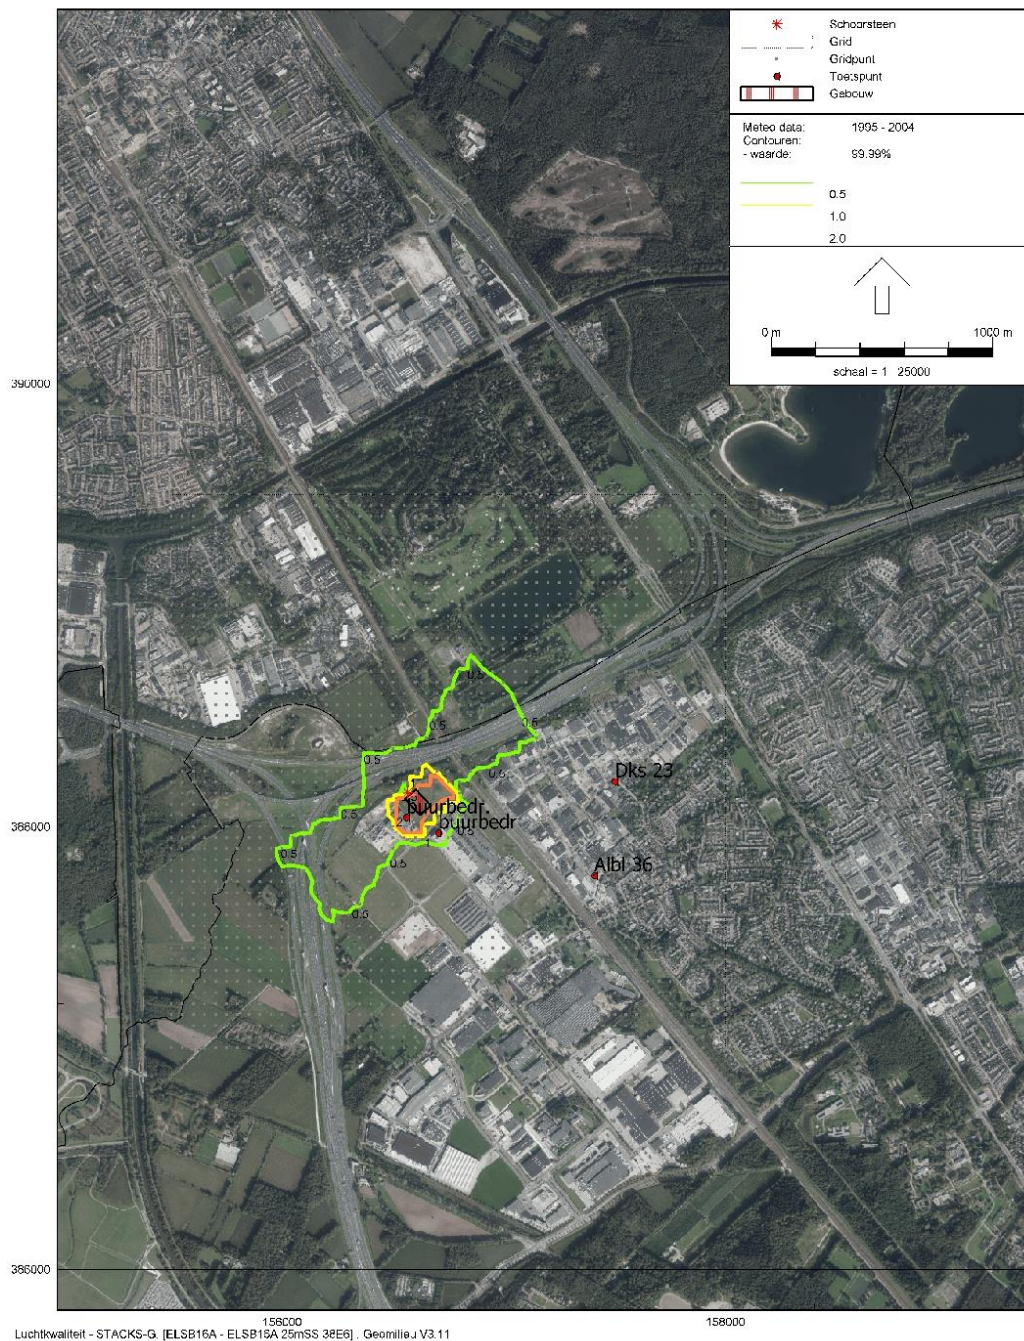 Schoorsteen
Grid
Gridpunt
Toetspunt
Gebouw
Meteo data: 1995 - 2004
Contouren:
- waarde: 99.99%
0.5
1.0
2.0
0 m 1000 m
schaal = 1 25000
390000
0.5
0.5
0.5
0.5
0.5
Dks 23
buurbedr.
0.5
2
buurbedr
388000
0.5
0.5
0.5
1
Albl 36
0.5
386000
156000
158000
Luchtkwaliteit - STACKS-G, [ELSB16A - ELSB16A 25mSS 38E6] , Geomilieu V3.11